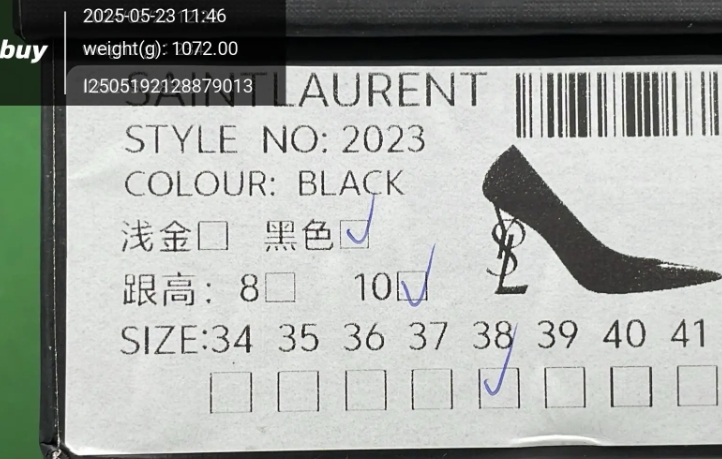 2025-05-23 11:46
buy
weight(g): 1072.00
I2505192128879013
SAINT LAURENT
STYLE NO: 2023
COLOUR: BLACK
浅金□ 黑色☑
跟高: 8□ 10☑
SIZE:34 35 36 37 38 39 40 41
□ □ □ □ ☑ □ □ □
YSL